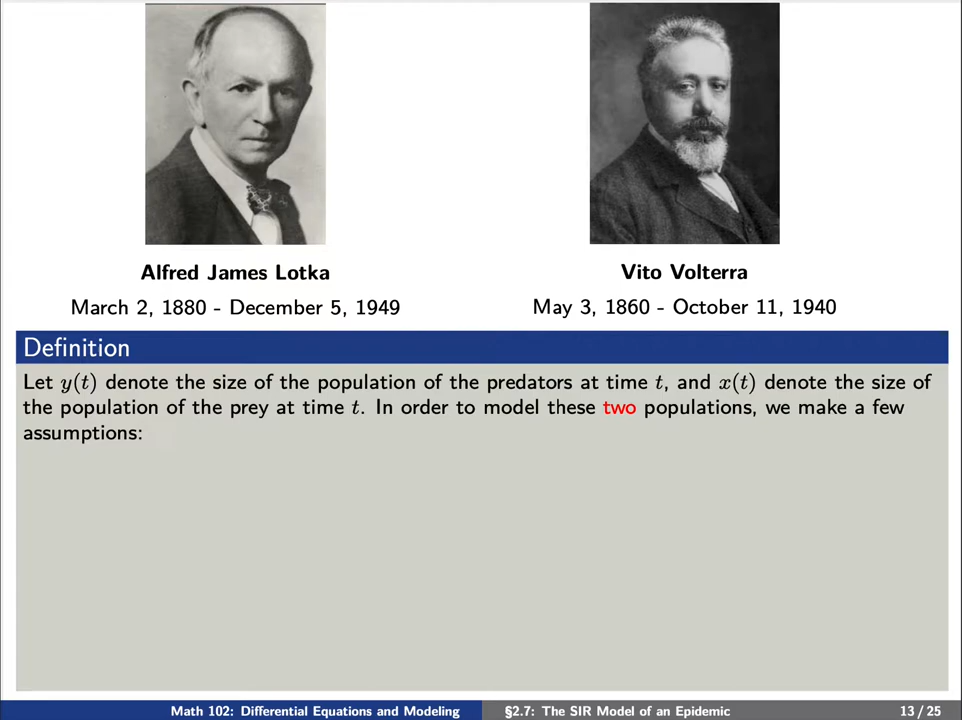 Alfred James Lotka
March 2, 1880 - December 5, 1949
Vito Volterra
May 3, 1860 - October 11, 1940
Definition
Let y(t) denote the size of the population of the predators at time t, and x(t) denote the size of
the population of the prey at time t. In order to model these two populations, we make a few
assumptions:
Math 102: Differential Equations and Modeling
§2.7: The SIR Model of an Epidemic
13 / 25